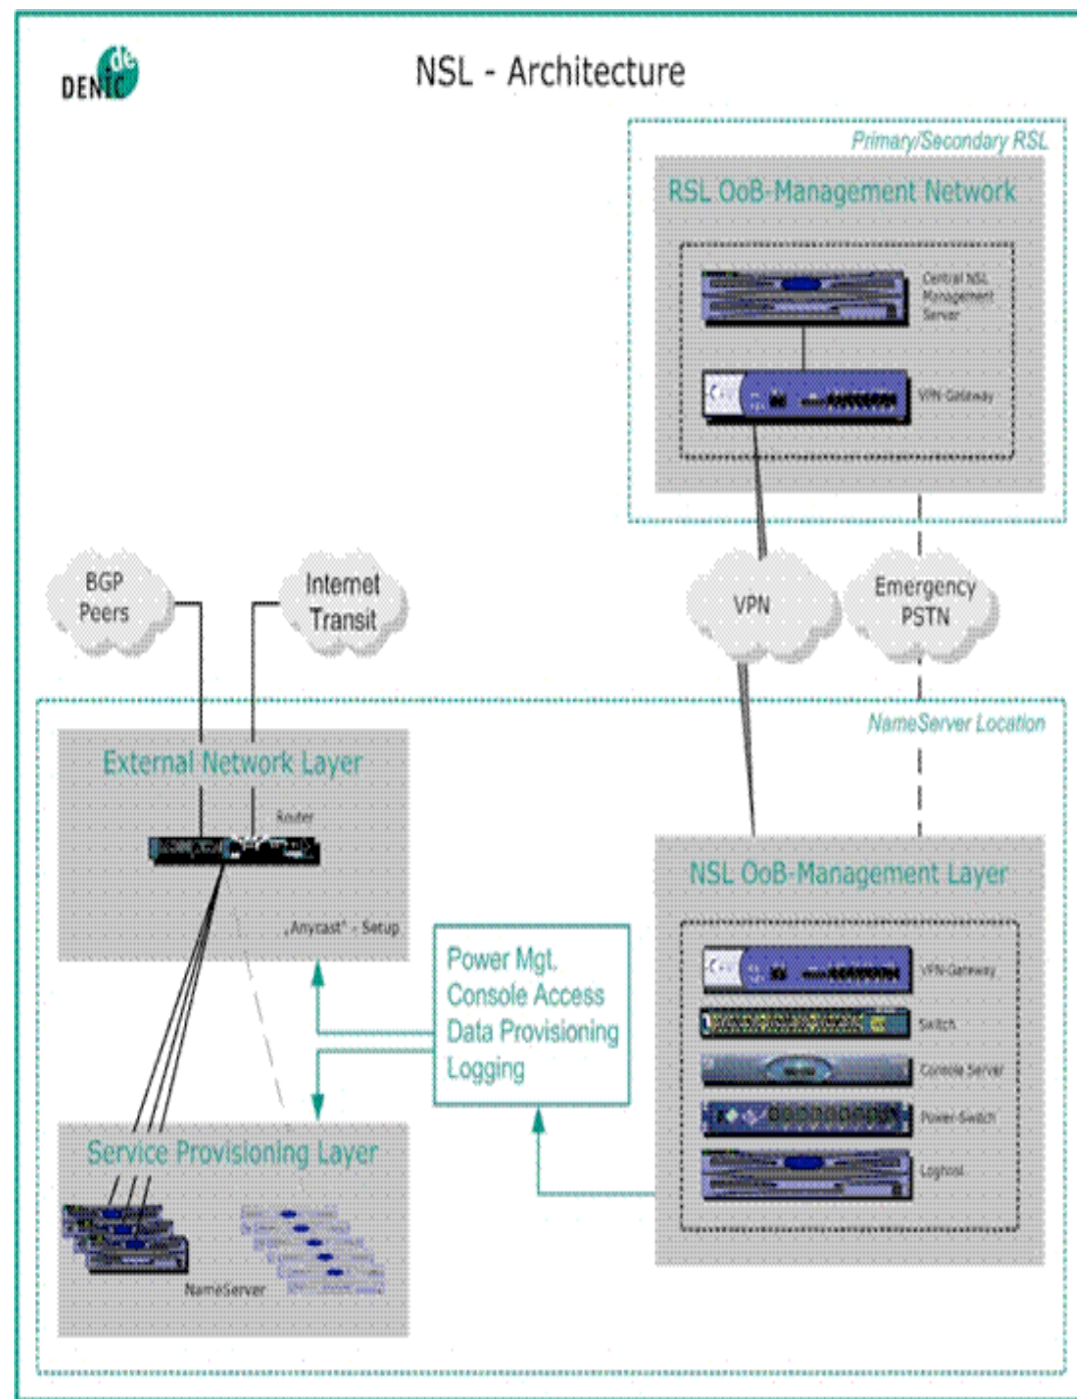 DENIC
de
NSL - Architecture
Primary/Secondary RSL
RSL OoB-Management Network
Central NSL
Management
Server
VPN-Gateway
BGP
Peers
Internet
Transit
VPN
Emergency
PSTN
NameServer Location
External Network Layer
Router
„Anycast" - Setup
NSL OoB-Management Layer
VPN-Gateway
Switch
Console Server
Power-Switch
Loghost
Power Mgt.
Console Access
Data Provisioning
Logging
Service Provisioning Layer
NameServer